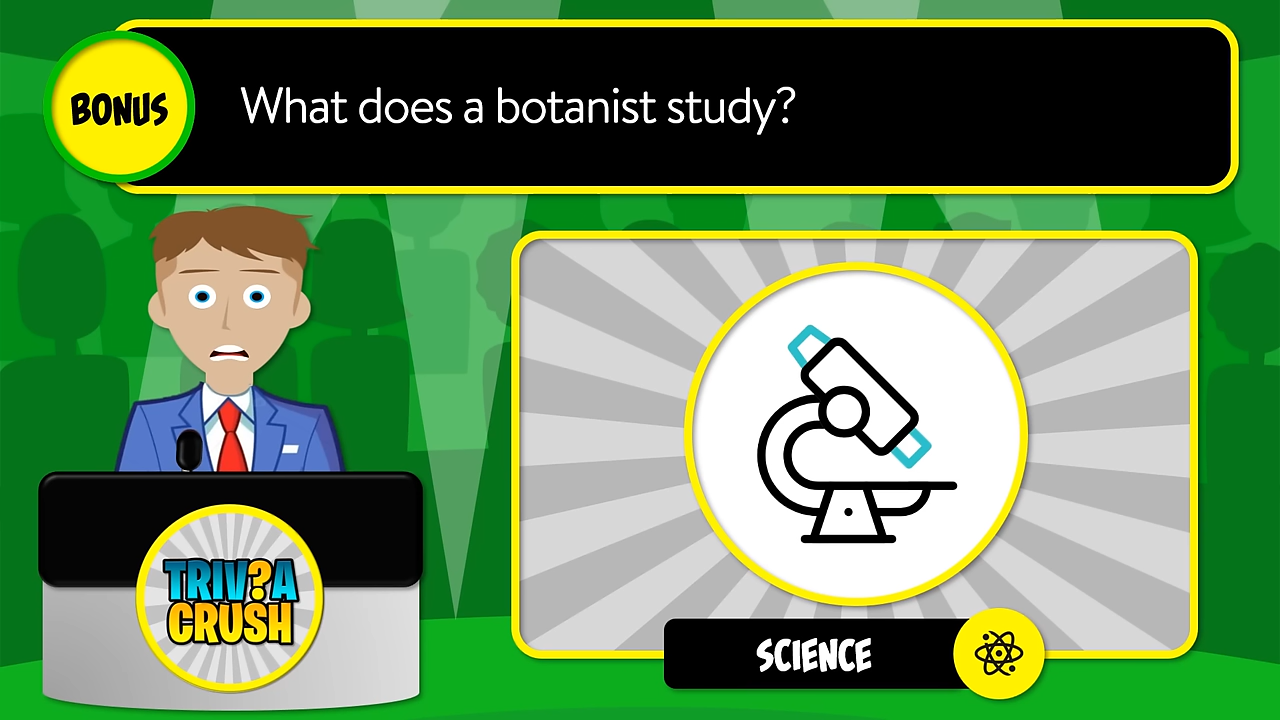 BONUS
What does a botanist study?
TRIV?A
CRUSH
SCIENCE